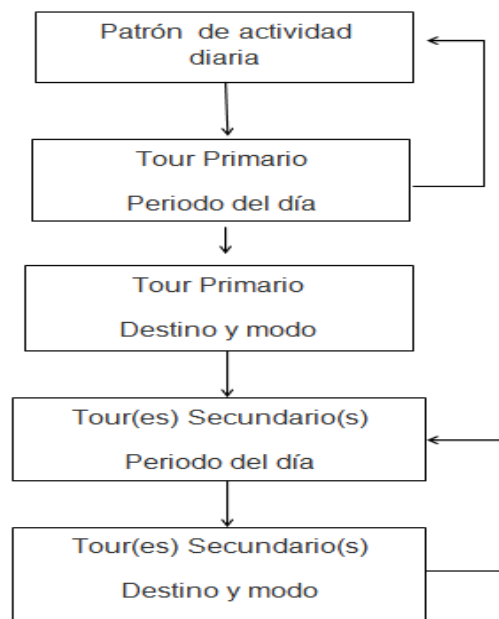 Patrón de actividad
diaria
Tour Primario
Periodo del día
Tour Primario
Destino y modo
Tour(es) Secundario(s)
Periodo del día
Tour(es) Secundario(s)
Destino y modo